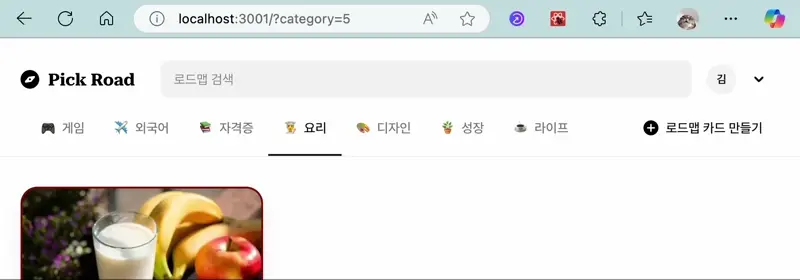 localhost:3001/?category=5
Pick Road
로드맵 검색
김
게임
외국어
자격증
요리
디자인
성장
라이프
로드맵 카드 만들기